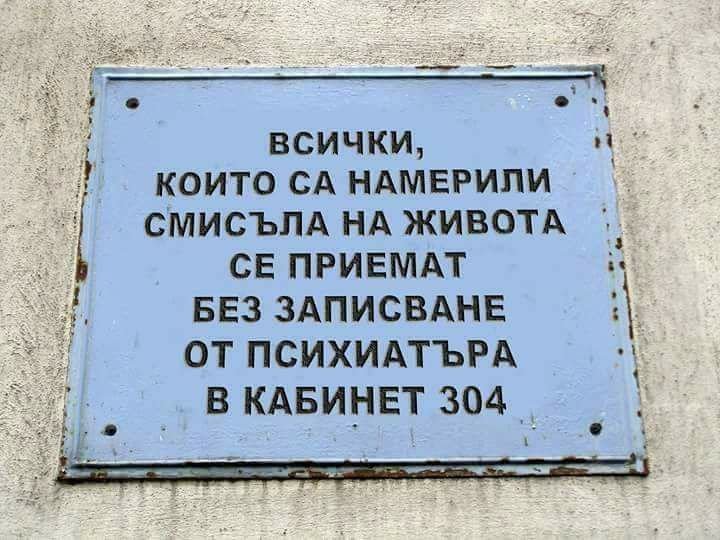 ВСИЧКИ,
КОИТО СА НАМЕРИЛИ
СМИСЪЛА НА ЖИВОТА
СЕ ПРИЕМАТ
БЕЗ ЗАПИСВАНЕ
ОТ ПСИХИАТЪРА
В КАБИНЕТ 304